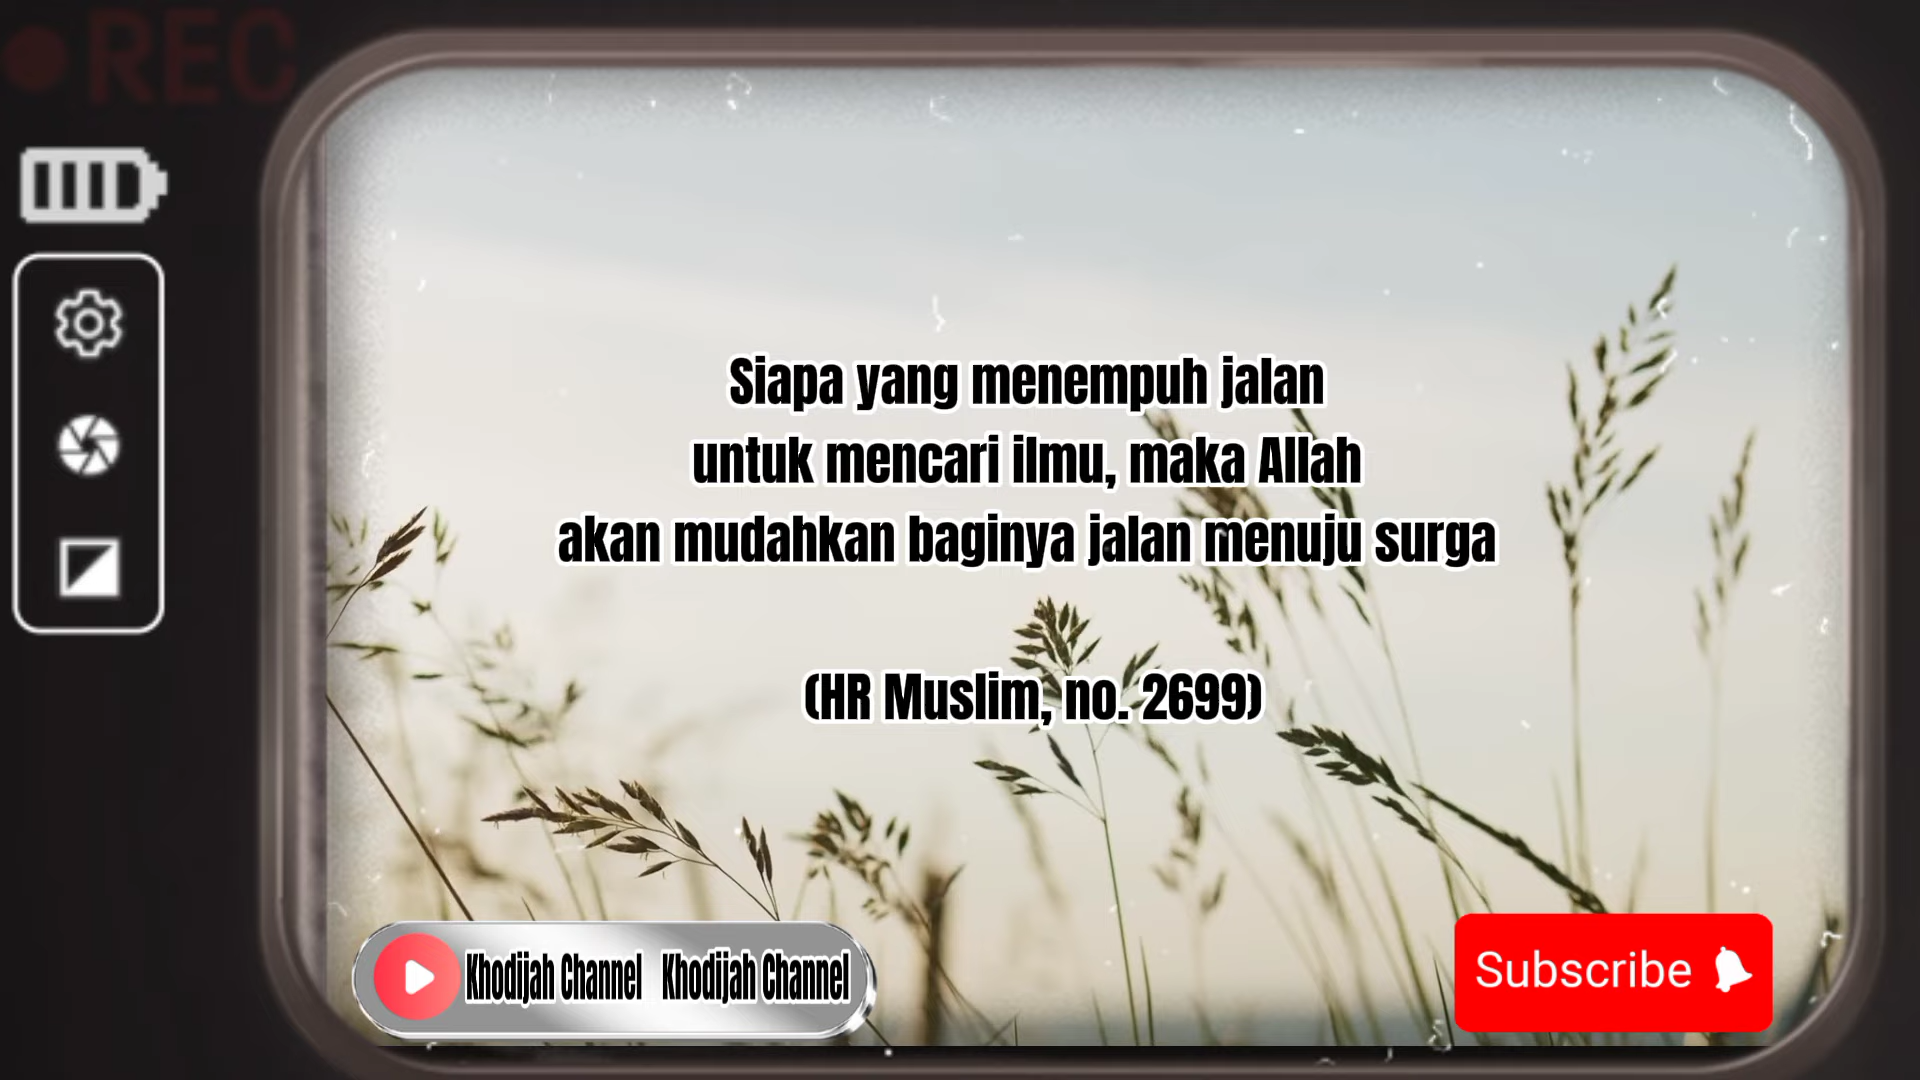 REC
Siapa yang menempuh jalan
untuk mencari ilmu, maka Allah
akan mudahkan baginya jalan menuju surga
(HR Muslim, no. 2699)
Khodijah Channel Khodijah Channel
Subscribe